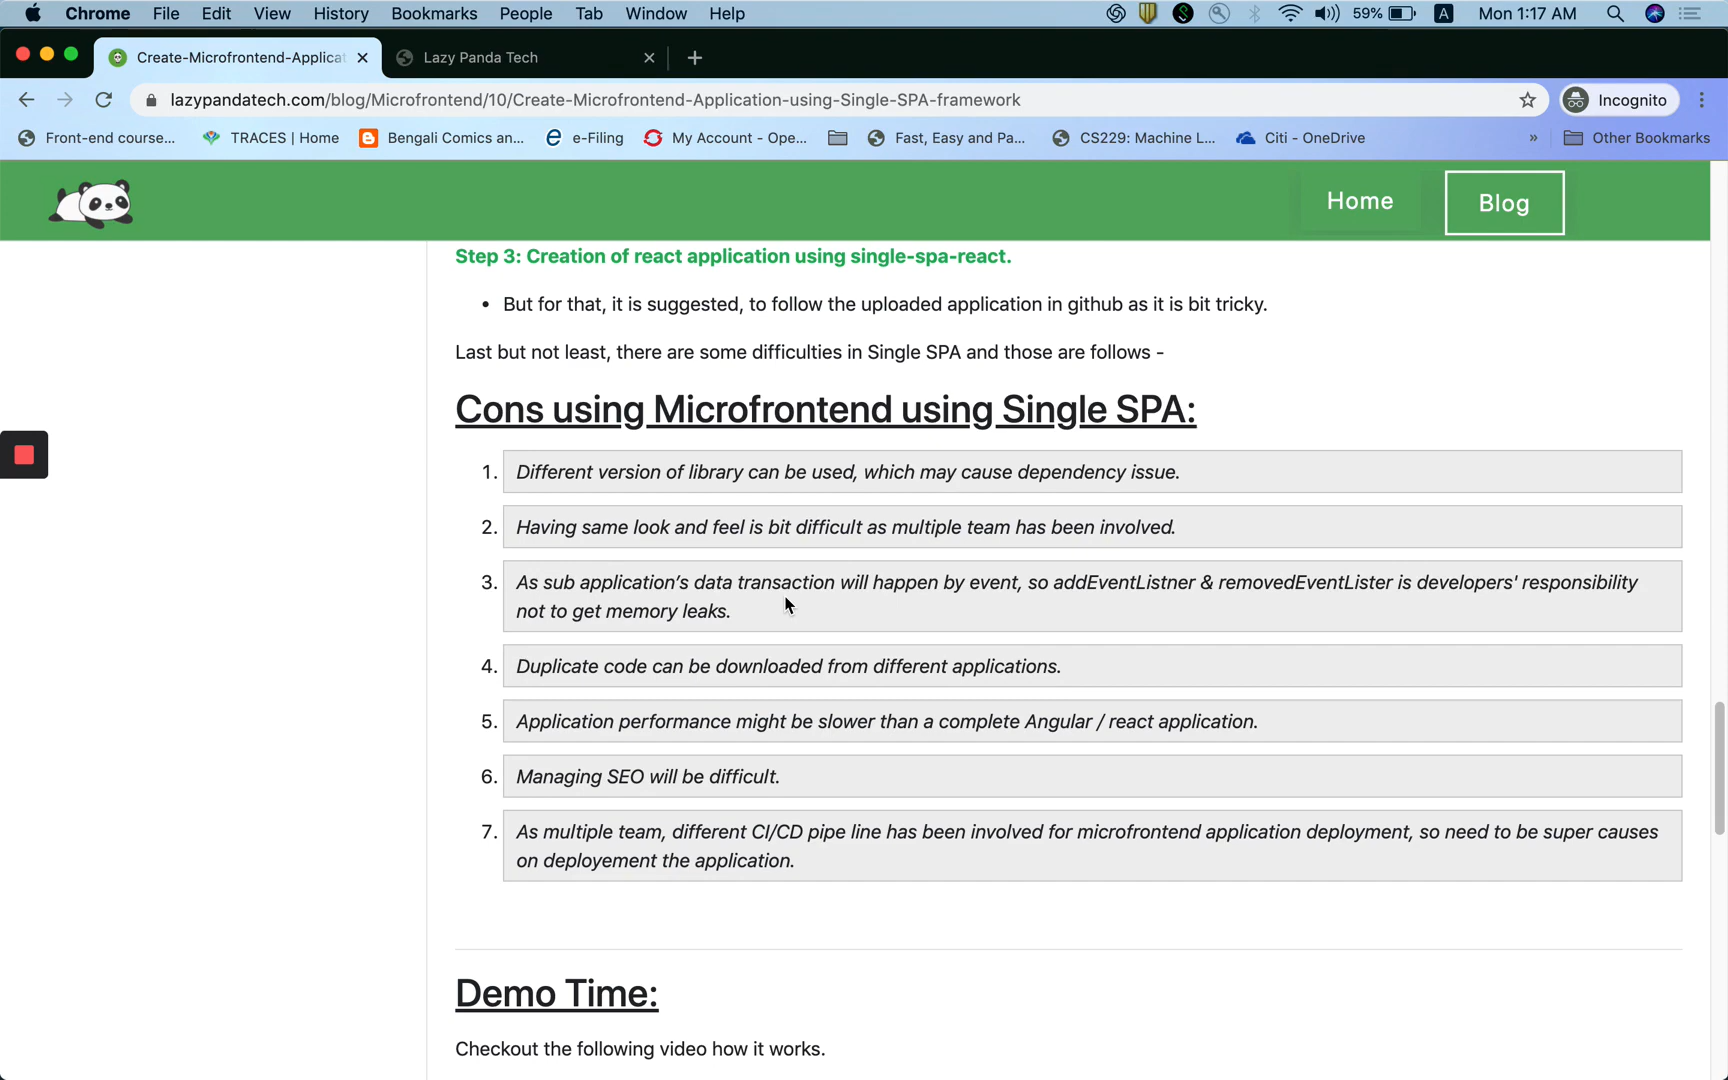 Chrome File Edit View History Bookmarks People Tab Window Help 59% A Mon 1:17 AM
Create-Microfrontend-Applicat Lazy Panda Tech
lazypandatech.com/blog/Microfrontend/10/Create-Microfrontend-Application-using-Single-SPA-framework Incognito
Front-end course... TRACES | Home Bengali Comics an... e-Filing My Account - Ope... Fast, Easy and Pa... CS229: Machine L... Citi - OneDrive » Other Bookmarks
Home Blog
Step 3: Creation of react application using single-spa-react.
• But for that, it is suggested, to follow the uploaded application in github as it is bit tricky.
Last but not least, there are some difficulties in Single SPA and those are follows -
Cons using Microfrontend using Single SPA:
1. Different version of library can be used, which may cause dependency issue.
2. Having same look and feel is bit difficult as multiple team has been involved.
3. As sub application’s data transaction will happen by event, so addEventListner & removedEventLister is developers' responsibility
not to get memory leaks.
4. Duplicate code can be downloaded from different applications.
5. Application performance might be slower than a complete Angular / react application.
6. Managing SEO will be difficult.
7. As multiple team, different CI/CD pipe line has been involved for microfrontend application deployment, so need to be super causes
on deployement the application.
Demo Time:
Checkout the following video how it works.